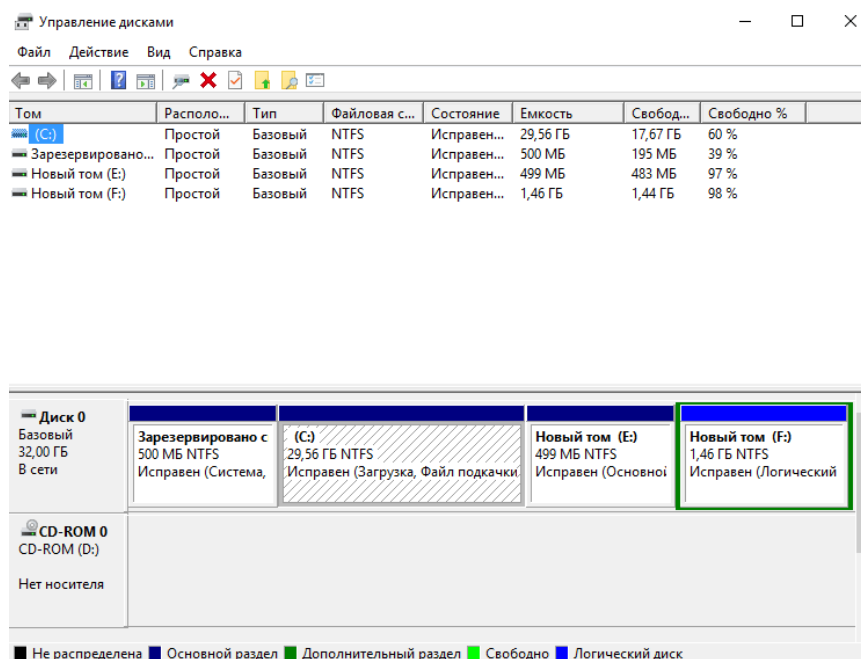 Управление дисками
Файл Действие Вид Справка
Том Располо... Тип Файловая с... Состояние Емкость Свобод... Свободно %
(C:) Простой Базовый NTFS Исправен... 29,56 ГБ 17,67 ГБ 60 %
Зарезервировано... Простой Базовый NTFS Исправен... 500 МБ 195 МБ 39 %
Новый том (E:) Простой Базовый NTFS Исправен... 499 МБ 483 МБ 97 %
Новый том (F:) Простой Базовый NTFS Исправен... 1,46 ГБ 1,44 ГБ 98 %
Диск 0
Базовый
32,00 ГБ
В сети
Зарезервировано с
500 МБ NTFS
Исправен (Система,
(C:)
29,56 ГБ NTFS
Исправен (Загрузка, Файл подкачки
Новый том (E:)
499 МБ NTFS
Исправен (Основной
Новый том (F:)
1,46 ГБ NTFS
Исправен (Логический
CD-ROM 0
CD-ROM (D:)
Нет носителя
Не распределена Основной раздел Дополнительный раздел Свободно Логический диск